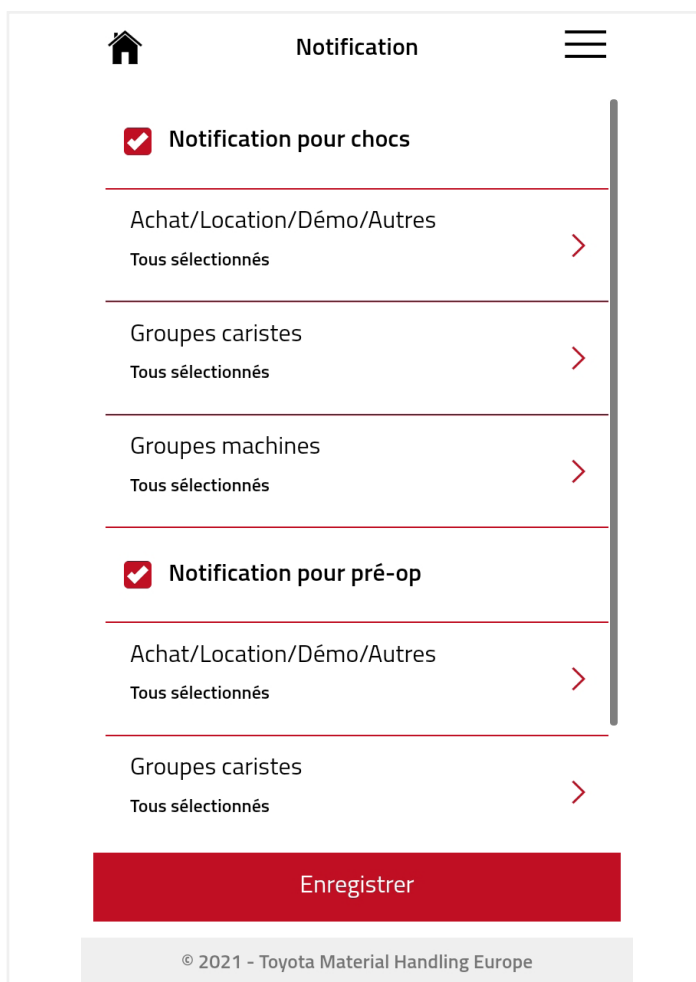 Notification
Notification pour chocs
Achat/Location/Démo/Autres
Tous sélectionnés
Groupes caristes
Tous sélectionnés
Groupes machines
Tous sélectionnés
Notification pour pré-op
Achat/Location/Démo/Autres
Tous sélectionnés
Groupes caristes
Tous sélectionnés
Enregistrer
© 2021 - Toyota Material Handling Europe